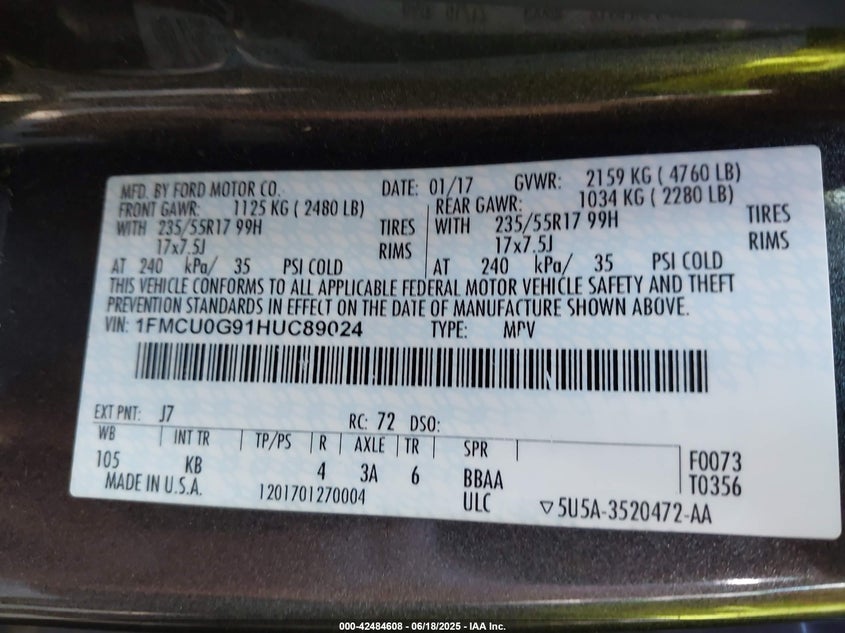 MFD. BY FORD MOTOR CO. DATE: 01/17 GVWR: 2159 KG ( 4760 LB)
FRONT GAWR: 1125 KG ( 2480 LB) REAR GAWR: 1034 KG ( 2280 LB)
WITH 235/55R17 99H TIRES WITH 235/55R17 99H TIRES
17x7.5J RIMS 17x7.5J RIMS
AT 240 kPa/ 35 PSI COLD AT 240 kPa/ 35 PSI COLD
THIS VEHICLE CONFORMS TO ALL APPLICABLE FEDERAL MOTOR VEHICLE SAFETY AND THEFT
PREVENTION STANDARDS IN EFFECT ON THE DATE OF MANUFACTURE SHOWN ABOVE.
VIN: 1FMCU0G91HUC89024 TYPE: MPV
EXT PNT: J7 RC: 72 DSO:
WB INT TR TP/PS R AXLE TR SPR
105 KB 4 3A 6 BBAA F0073
MADE IN U.S.A. 1201701270004 ULC T0356
▽5U5A-3520472-AA
000-42484608 - 06/18/2025 - IAA Inc.